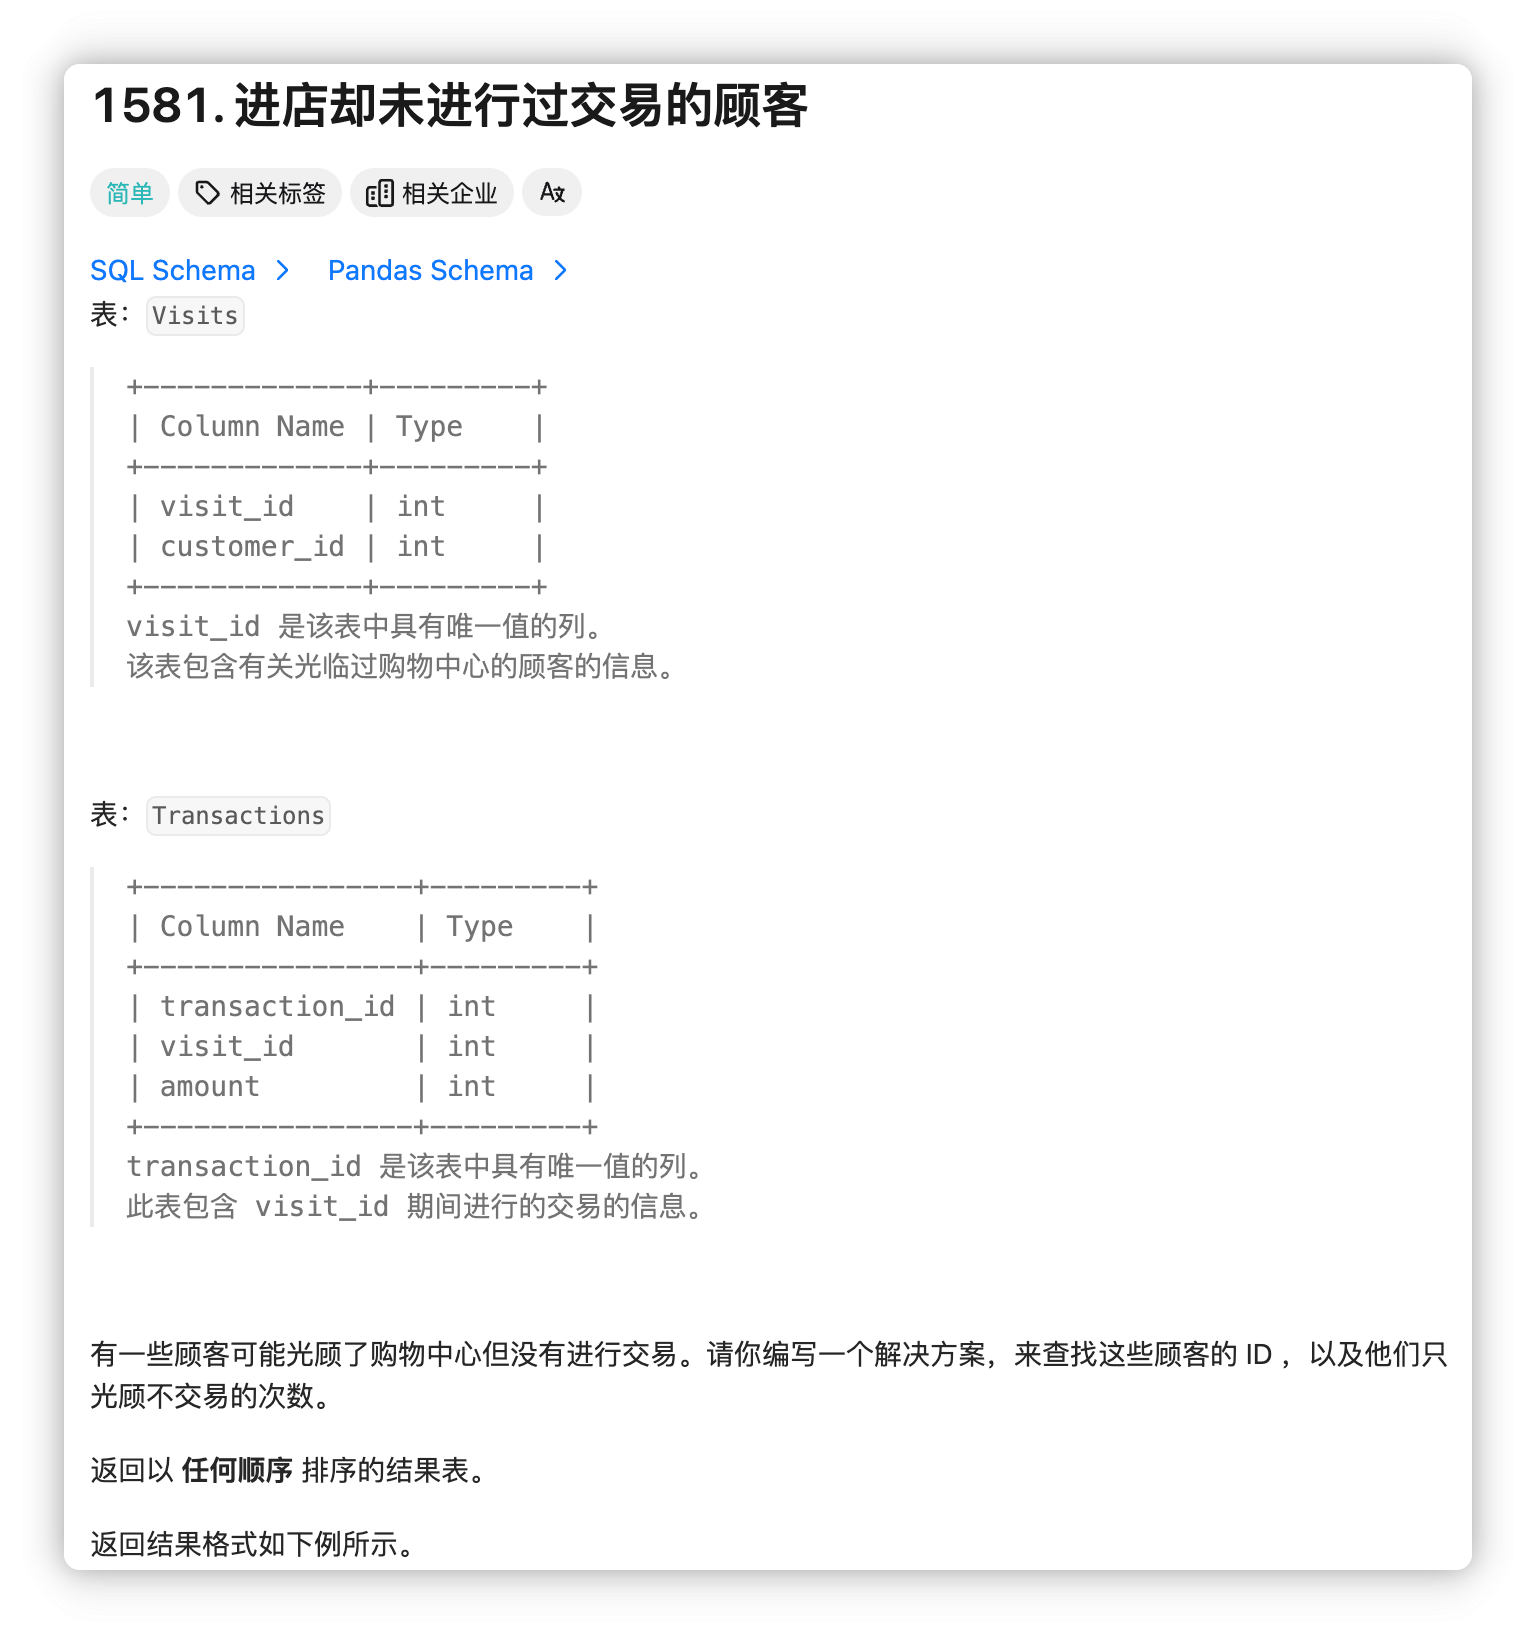 1581. 进店却未进行过交易的顾客
简单 相关标签 相关企业 A文
SQL Schema > Pandas Schema >
表： Visits
+-------------+---------+
| Column Name | Type    |
+-------------+---------+
| visit_id    | int     |
| customer_id | int     |
+-------------+---------+
visit_id 是该表中具有唯一值的列。
该表包含有关光临过购物中心的顾客的信息。
表： Transactions
+----------------+---------+
| Column Name    | Type    |
+----------------+---------+
| transaction_id | int     |
| visit_id       | int     |
| amount         | int     |
+----------------+---------+
transaction_id 是该表中具有唯一值的列。
此表包含 visit_id 期间进行的交易的信息。
有一些顾客可能光顾了购物中心但没有进行交易。请你编写一个解决方案，来查找这些顾客的 ID ，以及他们只
光顾不交易的次数。
返回以 任何顺序 排序的结果表。
返回结果格式如下例所示。